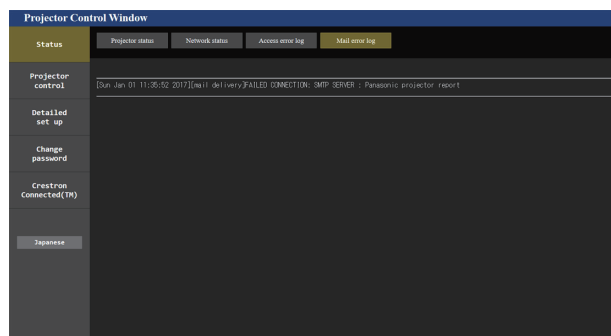 Projector Control Window
Status
Projector status
Network status
Access error log
Mail error log
Projector
control
[Sun Jan 01 11:35:52 2017][mail delivery]FAILED CONNECTION: SMTP SERVER : Panasonic projector report
Detailed
set up
Change
password
Crestron
Connected(TM)
Japanese